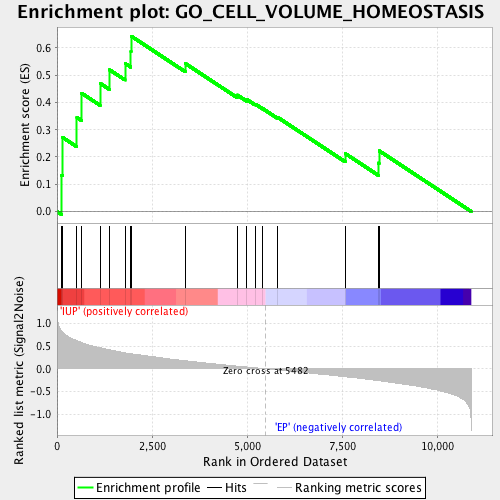 Enrichment plot: GO_CELL_VOLUME_HOMEOSTASIS
Enrichment score (ES)
0.6
0.5
0.4
0.3
0.2
0.1
0.0
'IUP' (positively correlated)
Ranked list metric (Signal2Noise)
1.0
0.5
0.0
-0.5
-1.0
Zero cross at 5482
'EP' (negatively correlated)
0 2,500 5,000 7,500 10,000
Rank in Ordered Dataset
Enrichment profile Hits Ranking metric scores